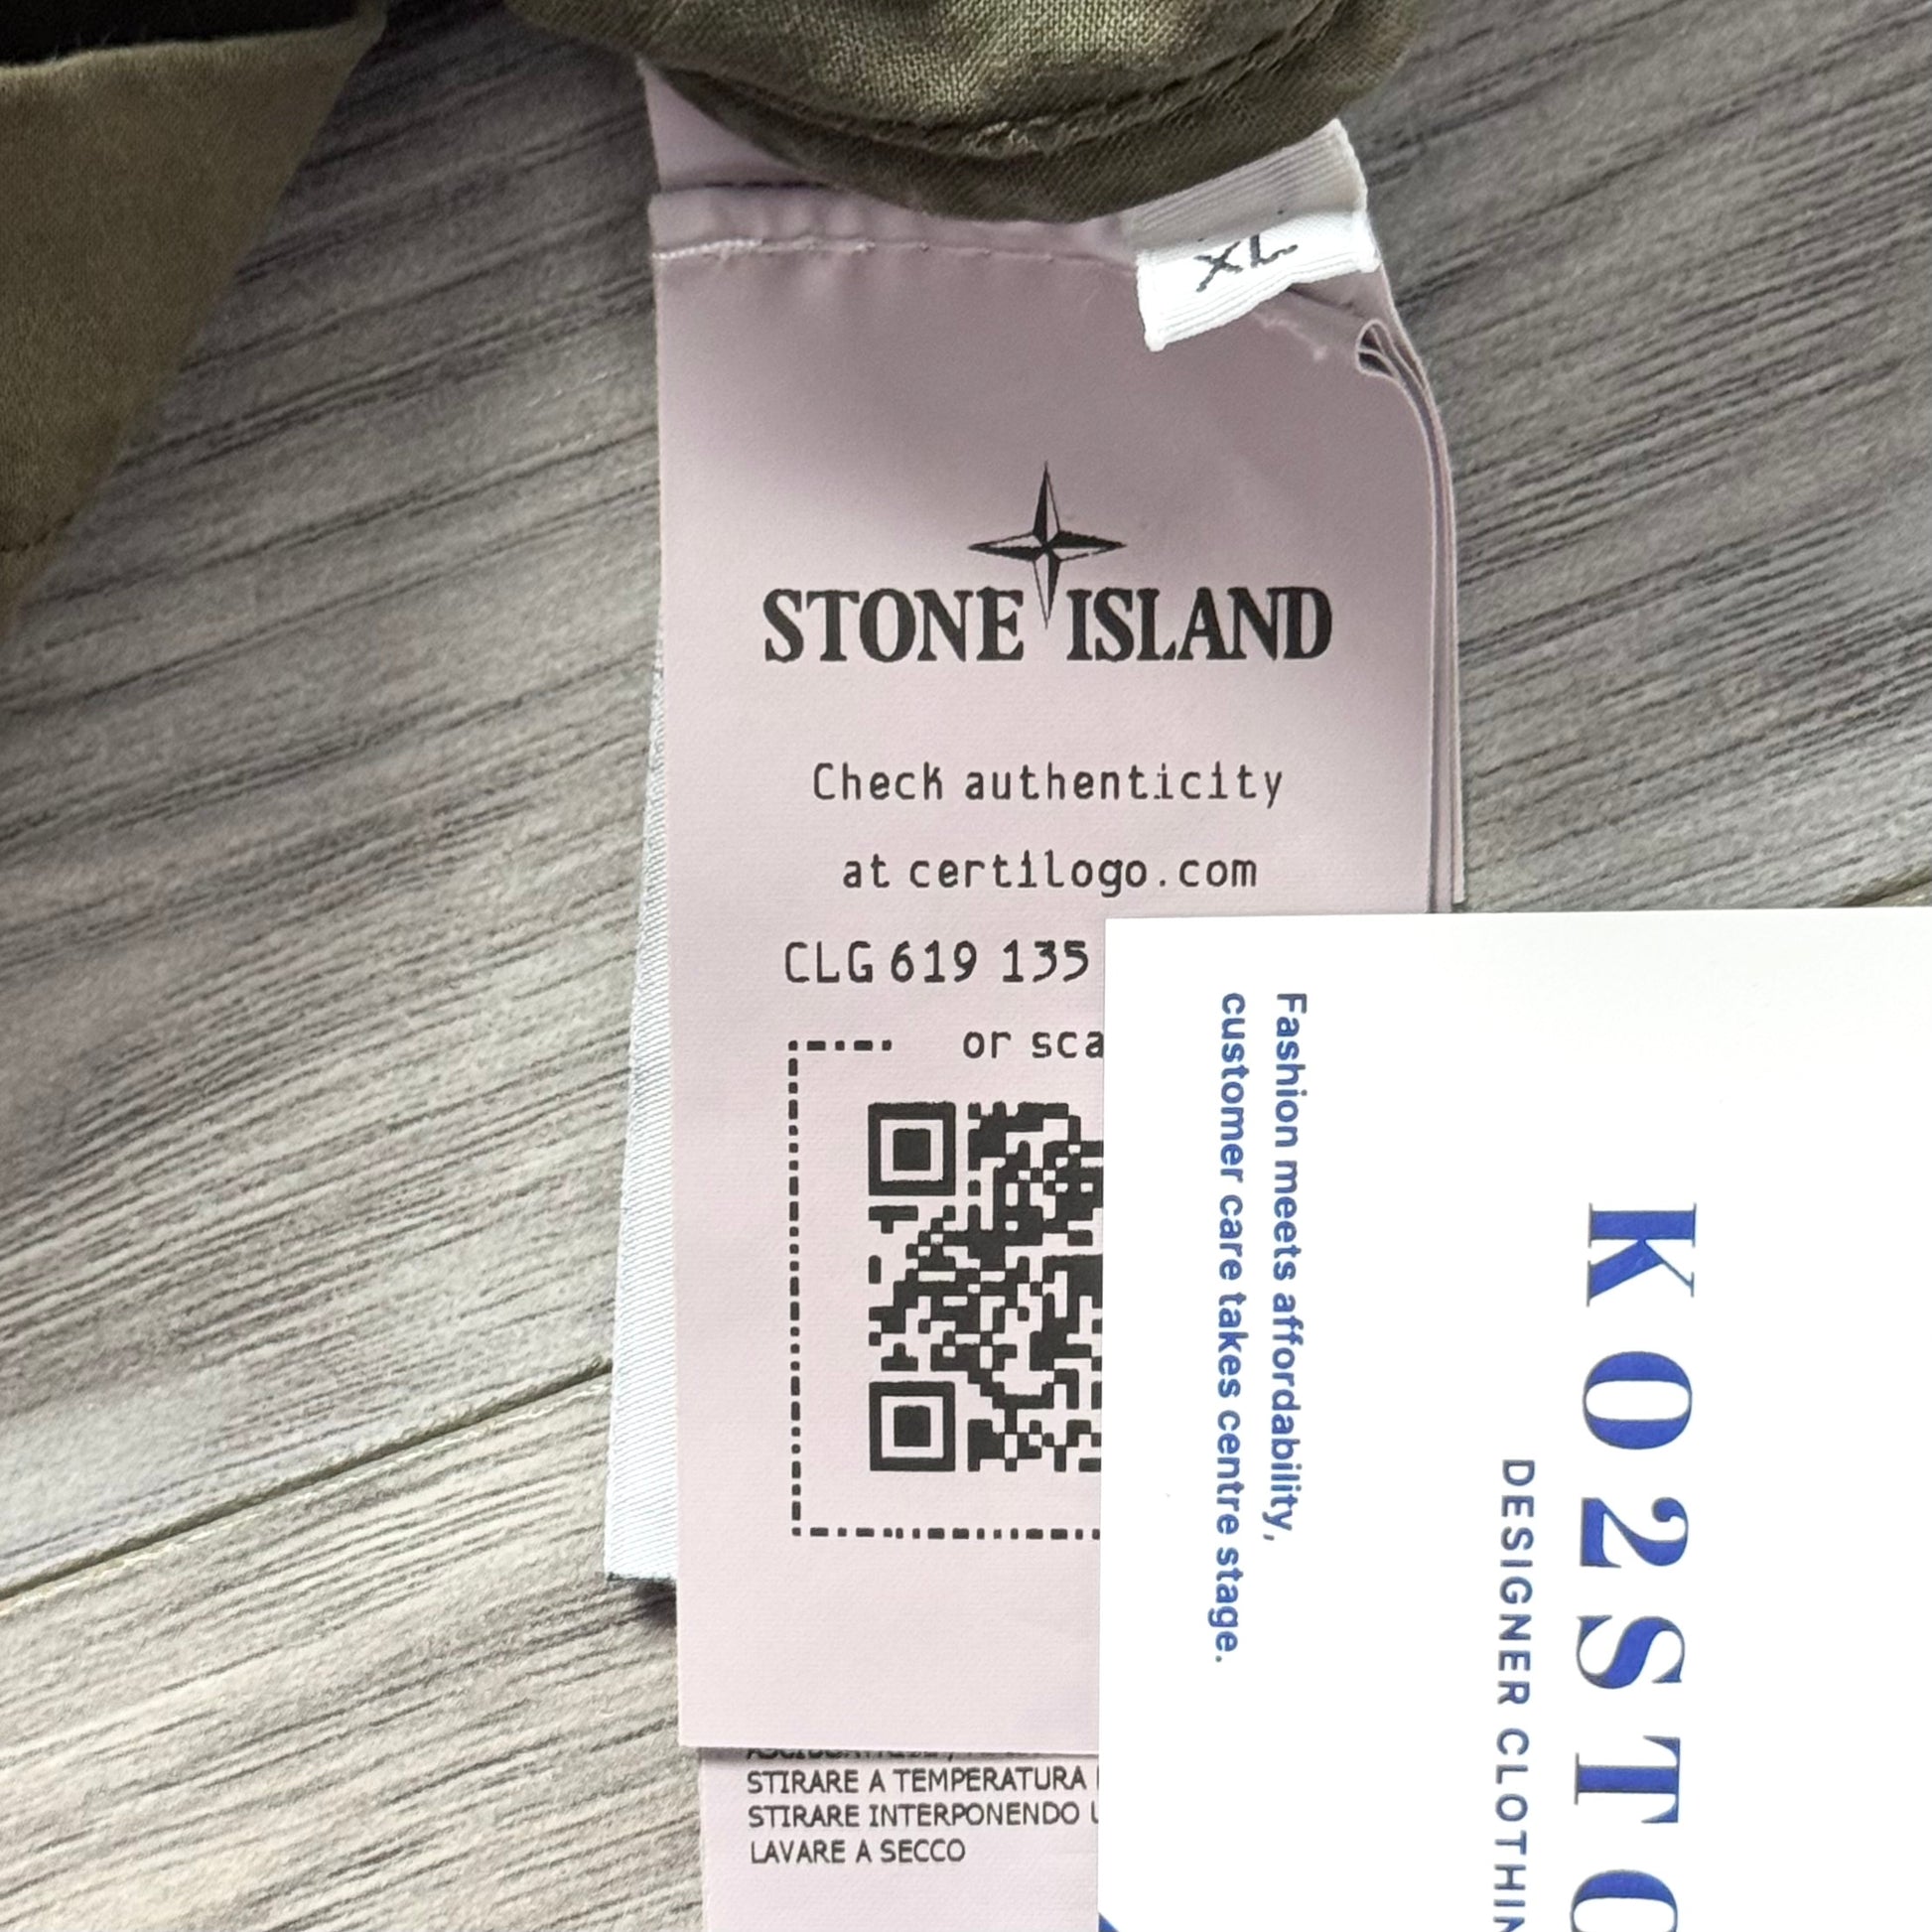 XL
STONE ISLAND
Check authenticity
at certilogo.com
CLG 619 135
or sca
STIRARE A TEMPERATURA
STIRARE INTERPONENDO
LAVARE A SECCO
Fashion meets affordability,
customer care takes centre stage.
KO2STO
DESIGNER CLOTHIN